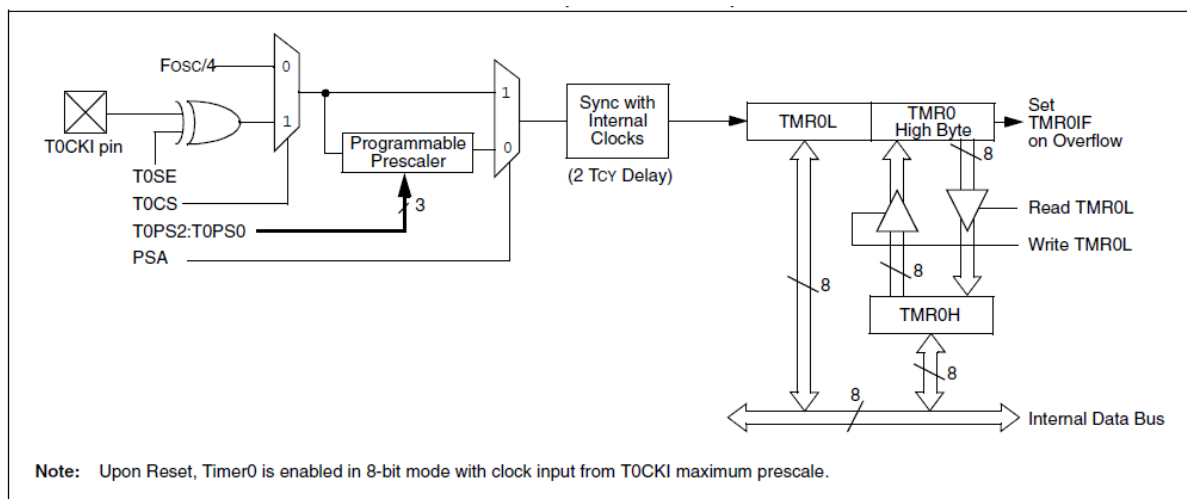 FOSC/4
0
1
T0CKI pin
T0SE
T0CS
T0PS2:T0PS0
PSA
Programmable
Prescaler
3
1
0
Sync with
Internal
Clocks
(2 TCY Delay)
TMR0L
TMR0
High Byte
Set
TMR0IF
on Overflow
8
Read TMR0L
Write TMR0L
8
8
TMR0H
8
8
Internal Data Bus
Note: Upon Reset, Timer0 is enabled in 8-bit mode with clock input from T0CKI maximum prescale.